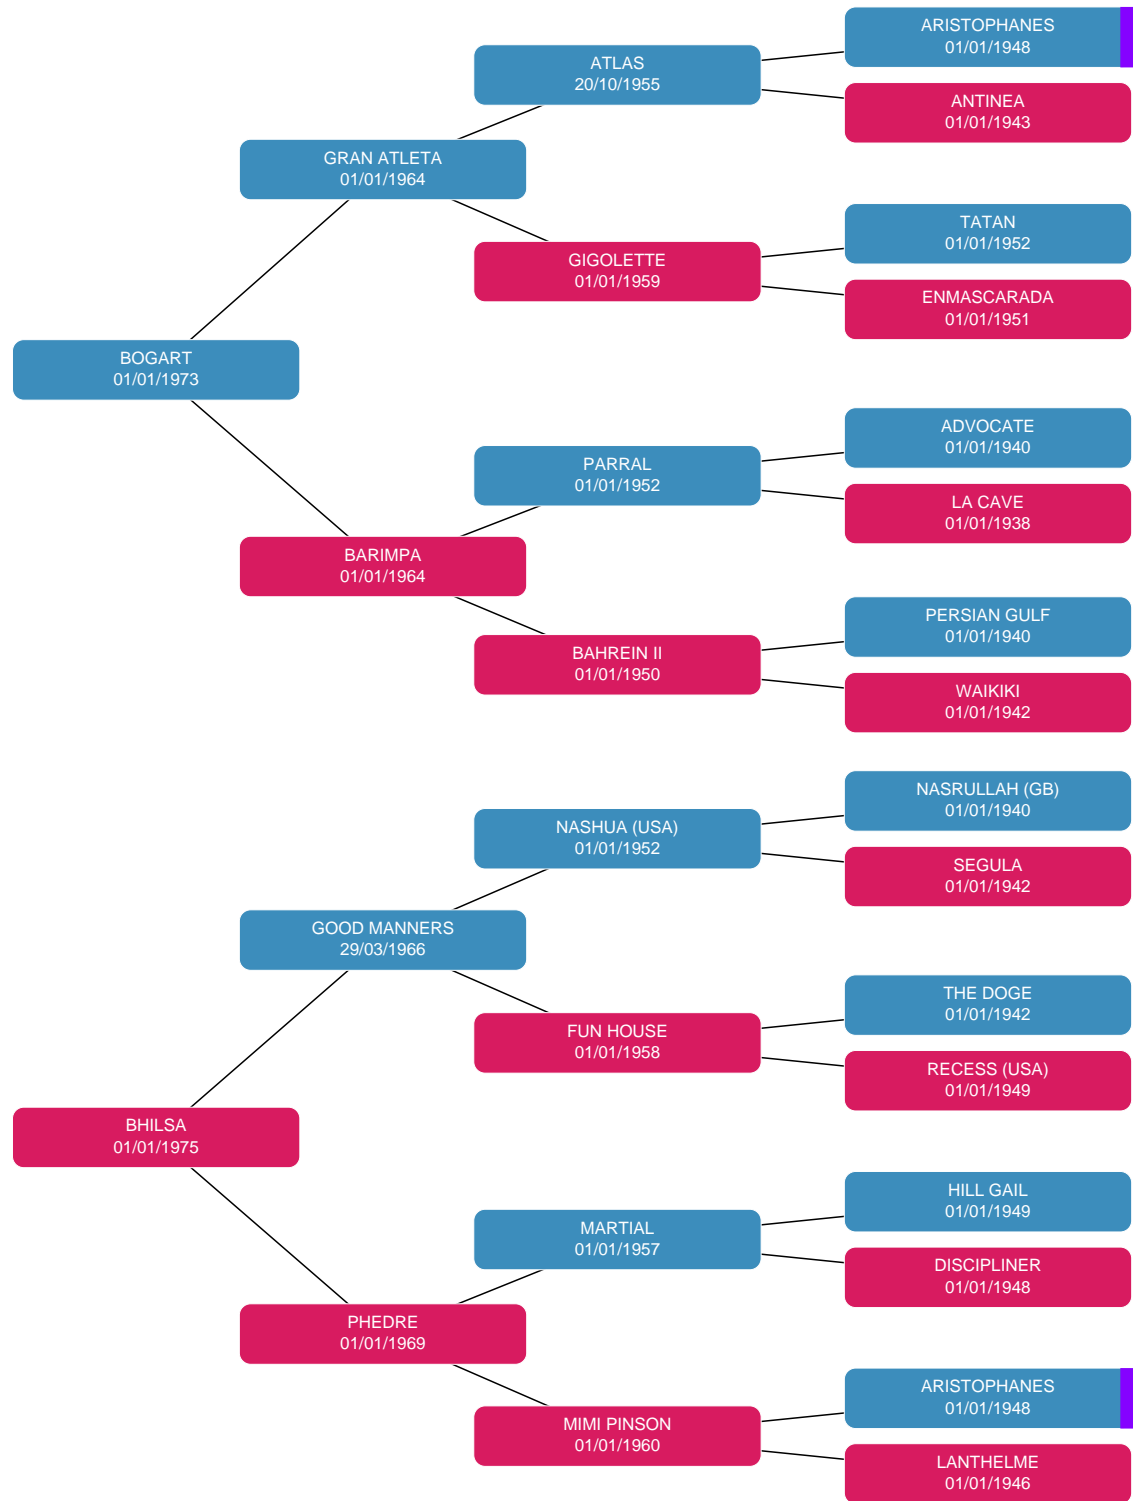 ARISTOPHANES
01/01/1948
ATLAS
20/10/1955
ANTINEA
01/01/1943
GRAN ATLETA
01/01/1964
TATAN
01/01/1952
GIGOLETTE
01/01/1959
ENMASCARADA
01/01/1951
BOGART
01/01/1973
ADVOCATE
01/01/1940
PARRAL
01/01/1952
LA CAVE
01/01/1938
BARIMPA
01/01/1964
PERSIAN GULF
01/01/1940
BAHREIN II
01/01/1950
WAIKIKI
01/01/1942
NASRULLAH (GB)
01/01/1940
NASHUA (USA)
01/01/1952
SEGULA
01/01/1942
GOOD MANNERS
29/03/1966
THE DOGE
01/01/1942
FUN HOUSE
01/01/1958
RECESS (USA)
01/01/1949
BHILSA
01/01/1975
HILL GAIL
01/01/1949
MARTIAL
01/01/1957
DISCIPLINER
01/01/1948
PHEDRE
01/01/1969
ARISTOPHANES
01/01/1948
MIMI PINSON
01/01/1960
LANTHELME
01/01/1946